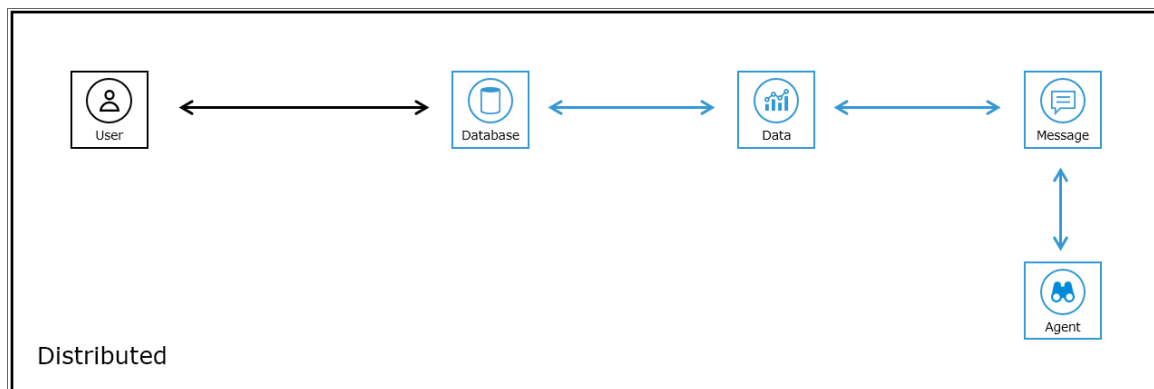 User
Database
Data
Message
Agent
Distributed